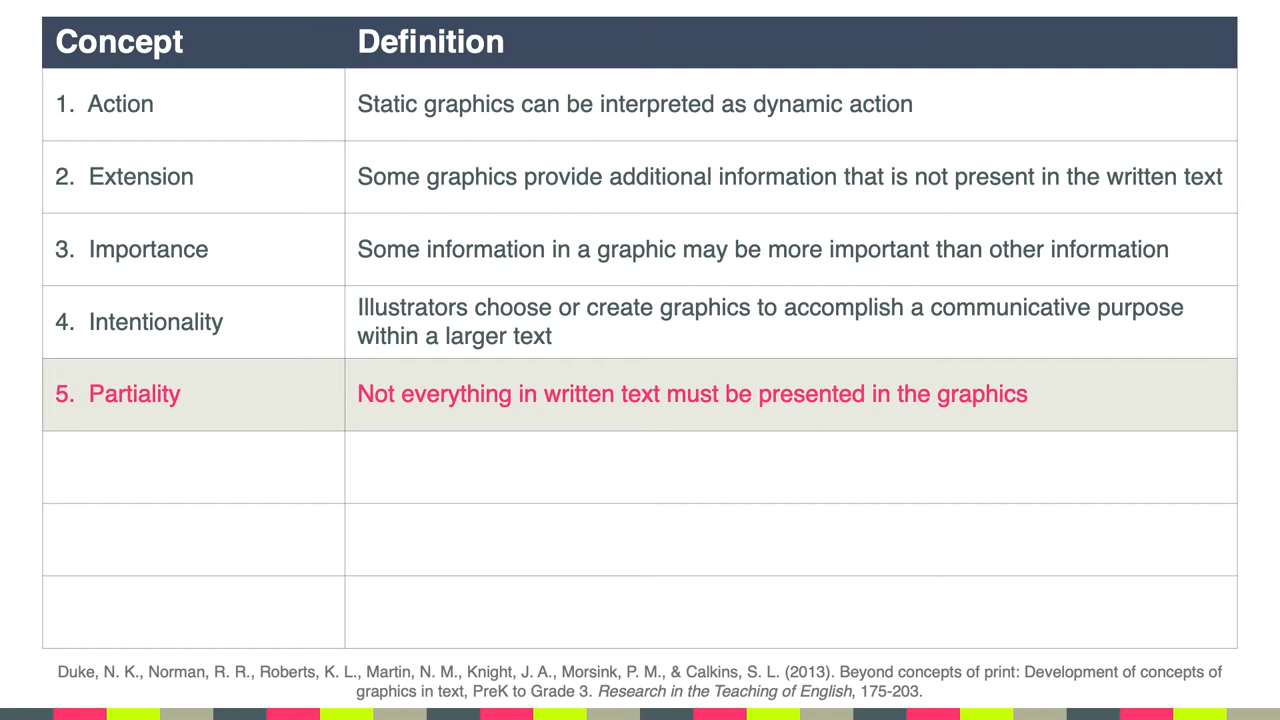 Concept Definition
1. Action Static graphics can be interpreted as dynamic action
2. Extension Some graphics provide additional information that is not present in the written text
3. Importance Some information in a graphic may be more important than other information
4. Intentionality Illustrators choose or create graphics to accomplish a communicative purpose
within a larger text
5. Partiality Not everything in written text must be presented in the graphics
Duke, N. K., Norman, R. R., Roberts, K. L., Martin, N. M., Knight, J. A., Morsink, P. M., & Calkins, S. L. (2013). Beyond concepts of print: Development of concepts of
graphics in text, PreK to Grade 3. Research in the Teaching of English, 175-203.